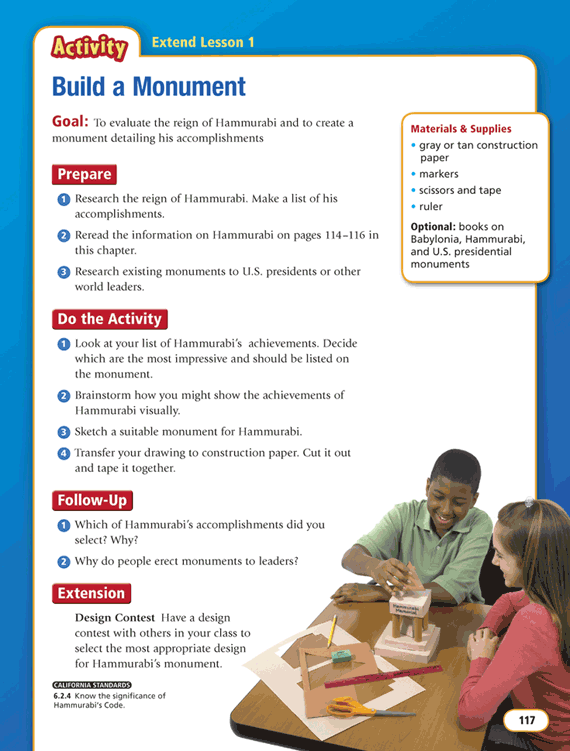 Activity
Extend Lesson 1
Build a Monument
Goal: To evaluate the reign of Hammurabi and to create a
monument detailing his accomplishments
Prepare
1 Research the reign of Hammurabi. Make a list of his
accomplishments.
2 Reread the information on Hammurabi on pages 114–116 in
this chapter.
3 Research existing monuments to U.S. presidents or other
world leaders.
Materials & Supplies
• gray or tan construction
paper
• markers
• scissors and tape
• ruler
Optional: books on
Babylonia, Hammurabi,
and U.S. presidential
monuments
Do the Activity
1 Look at your list of Hammurabi's achievements. Decide
which are the most impressive and should be listed on
the monument.
2 Brainstorm how you might show the achievements of
Hammurabi visually.
3 Sketch a suitable monument for Hammurabi.
4 Transfer your drawing to construction paper. Cut it out
and tape it together.
Follow-Up
1 Which of Hammurabi's accomplishments did you
select? Why?
2 Why do people erect monuments to leaders?
Extension
Design Contest Have a design
contest with others in your class to
select the most appropriate design
for Hammurabi's monument.
CALIFORNIA STANDARDS
6.2.4 Know the significance of
Hammurabi's Code.
Hammurabi
Memorial
117